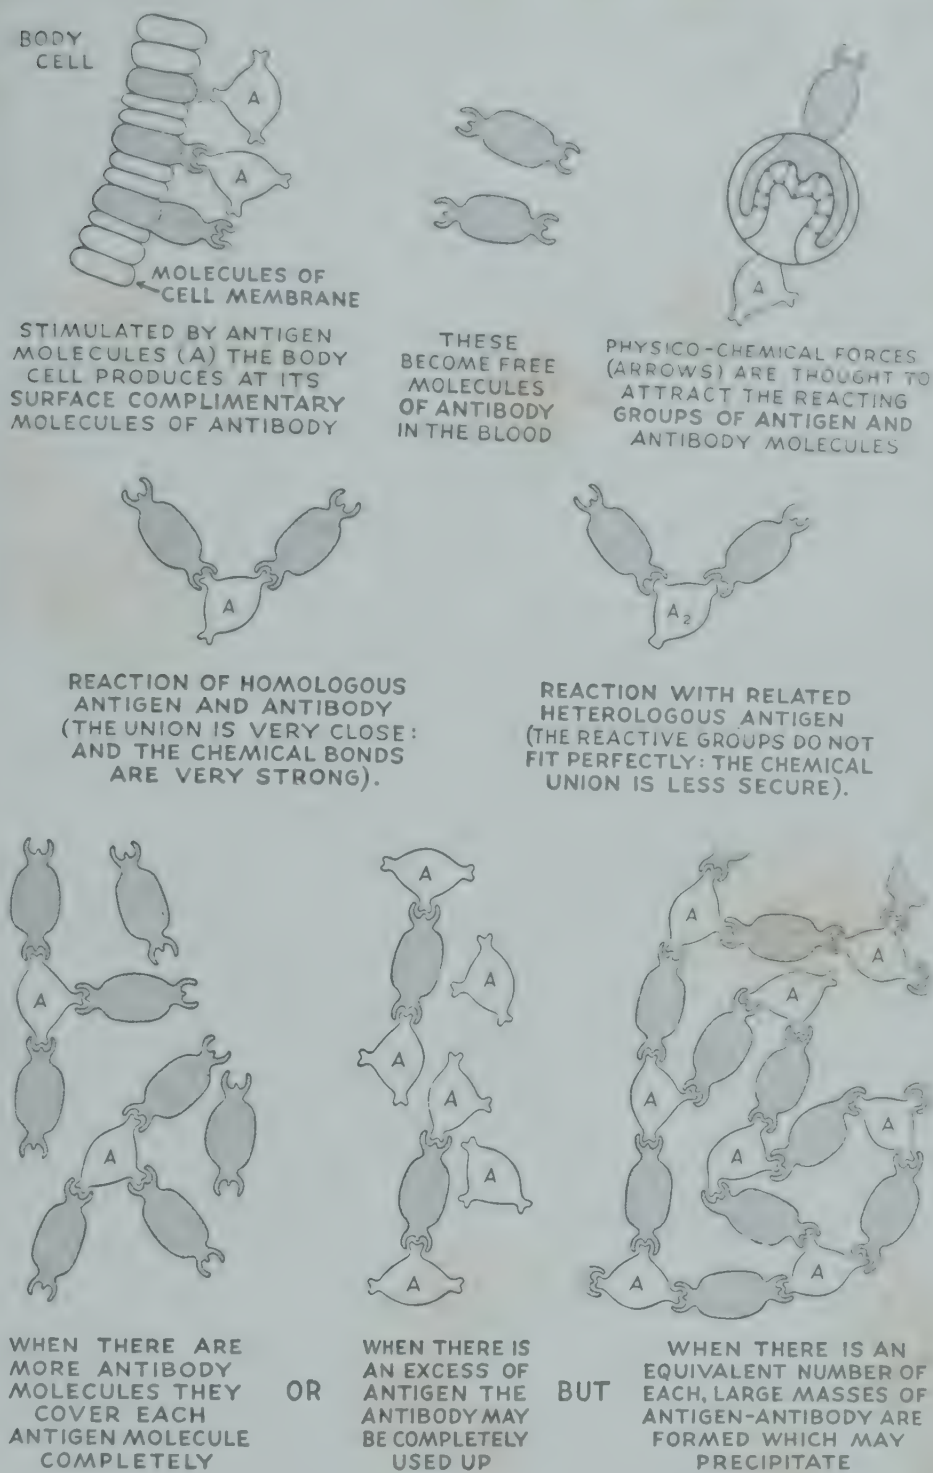 BODY
CELL
A
A
MOLECULES OF
CELL MEMBRANE
STIMULATED BY ANTIGEN
MOLECULES (A) THE BODY
CELL PRODUCES AT ITS
SURFACE COMPLIMENTARY
MOLECULES OF ANTIBODY
THESE
BECOME FREE
MOLECULES
OF ANTIBODY
IN THE BLOOD
A
PHYSICO-CHEMICAL FORCES
(ARROWS) ARE THOUGHT TO
ATTRACT THE REACTING
GROUPS OF ANTIGEN AND
ANTIBODY MOLECULES
A
REACTION OF HOMOLOGOUS
ANTIGEN AND ANTIBODY
(THE UNION IS VERY CLOSE:
AND THE CHEMICAL BONDS
ARE VERY STRONG).
A2
REACTION WITH RELATED
HETEROLOGOUS ANTIGEN
(THE REACTIVE GROUPS DO NOT
FIT PERFECTLY: THE CHEMICAL
UNION IS LESS SECURE).
A
A
WHEN THERE ARE
MORE ANTIBODY
MOLECULES THEY
COVER EACH
ANTIGEN MOLECULE
COMPLETELY
OR
A
A
A
A
A
A
WHEN THERE IS
AN EXCESS OF
ANTIGEN THE
ANTIBODY MAY
BE COMPLETELY
USED UP
BUT
A
A
A
A
A
A
A
A
WHEN THERE IS AN
EQUIVALENT NUMBER OF
EACH, LARGE MASSES OF
ANTIGEN-ANTIBODY ARE
FORMED WHICH MAY
PRECIPITATE